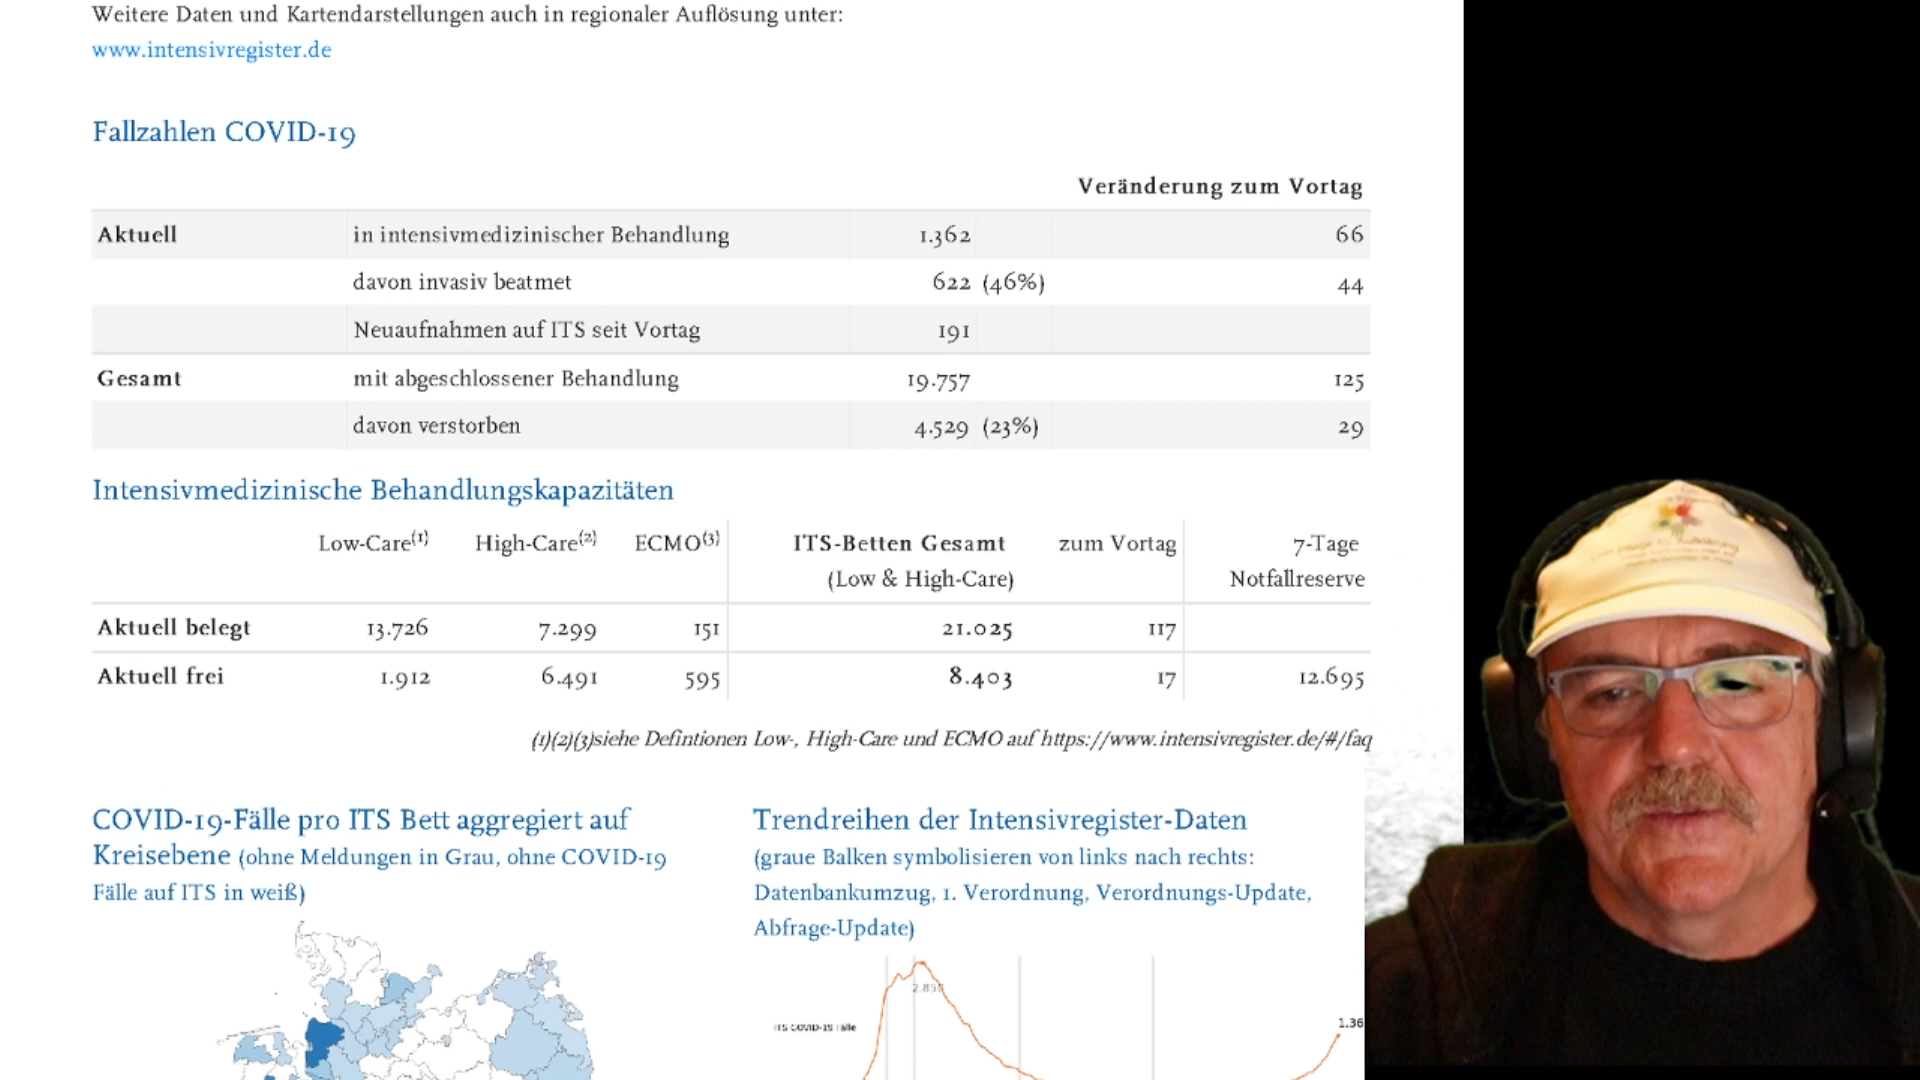 Weitere Daten und Kartendarstellungen auch in regionaler Auflösung unter:
www.intensivregister.de
Fallzahlen COVID-19
Veränderung zum Vortag
Aktuell in intensivmedizinischer Behandlung 1.362 66
davon invasiv beatmet 622 (46%) 44
Neuaufnahmen auf ITS seit Vortag 191
Gesamt mit abgeschlossener Behandlung 19.757 125
davon verstorben 4.529 (23%) 29
Intensivmedizinische Behandlungskapazitäten
Low-Care(1) High-Care(2) ECMO(3) ITS-Betten Gesamt zum Vortag 7-Tage
(Low & High-Care) Notfallreserve
Aktuell belegt 13.726 7.299 151 21.025 117
Aktuell frei 1.912 6.491 595 8.403 17 12.695
(1)(2)(3)siehe Defintionen Low-, High-Care und ECMO auf https://www.intensivregister.de/#/faq
COVID-19-Fälle pro ITS Bett aggregiert auf
Kreisebene (ohne Meldungen in Grau, ohne COVID-19
Fälle auf ITS in weiß)
Trendreihen der Intensivregister-Daten
(graue Balken symbolisieren von links nach rechts:
Datenbankumzug, 1. Verordnung, Verordnungs-Update,
Abfrage-Update)
ITS COVID-19 Fälle
1.36